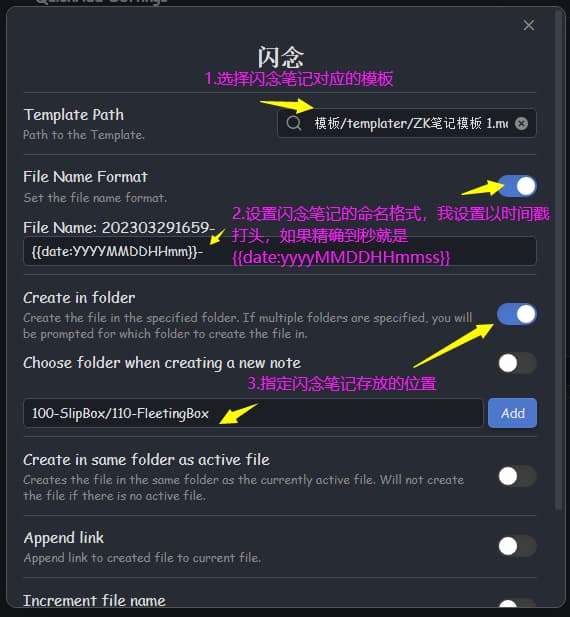 QuickAdd Settings
闪念
1.选择闪念笔记对应的模板
Template Path
Path to the Template.
模板/templater/ZK笔记模板 1.mc
File Name Format
Set the file name format.
File Name: 202303291659-
2.设置闪念笔记的命名格式，我设置以时间戳
打头，如果精确到秒就是
{{date:yyyyMMDDHHmmss}}
{{date:YYYYMMDDHHmm}}-
Create in folder
Create the file in the specified folder. If multiple folders are specified, you will
be prompted for which folder to create the file in.
Choose folder when creating a new note
3.指定闪念笔记存放的位置
100-SlipBox/110-FleetingBox
Add
Create in same folder as active file
Creates the file in the same folder as the currently active file. Will not create
the file if there is no active file.
Append link
Append link to created file to current file.
Increment file name